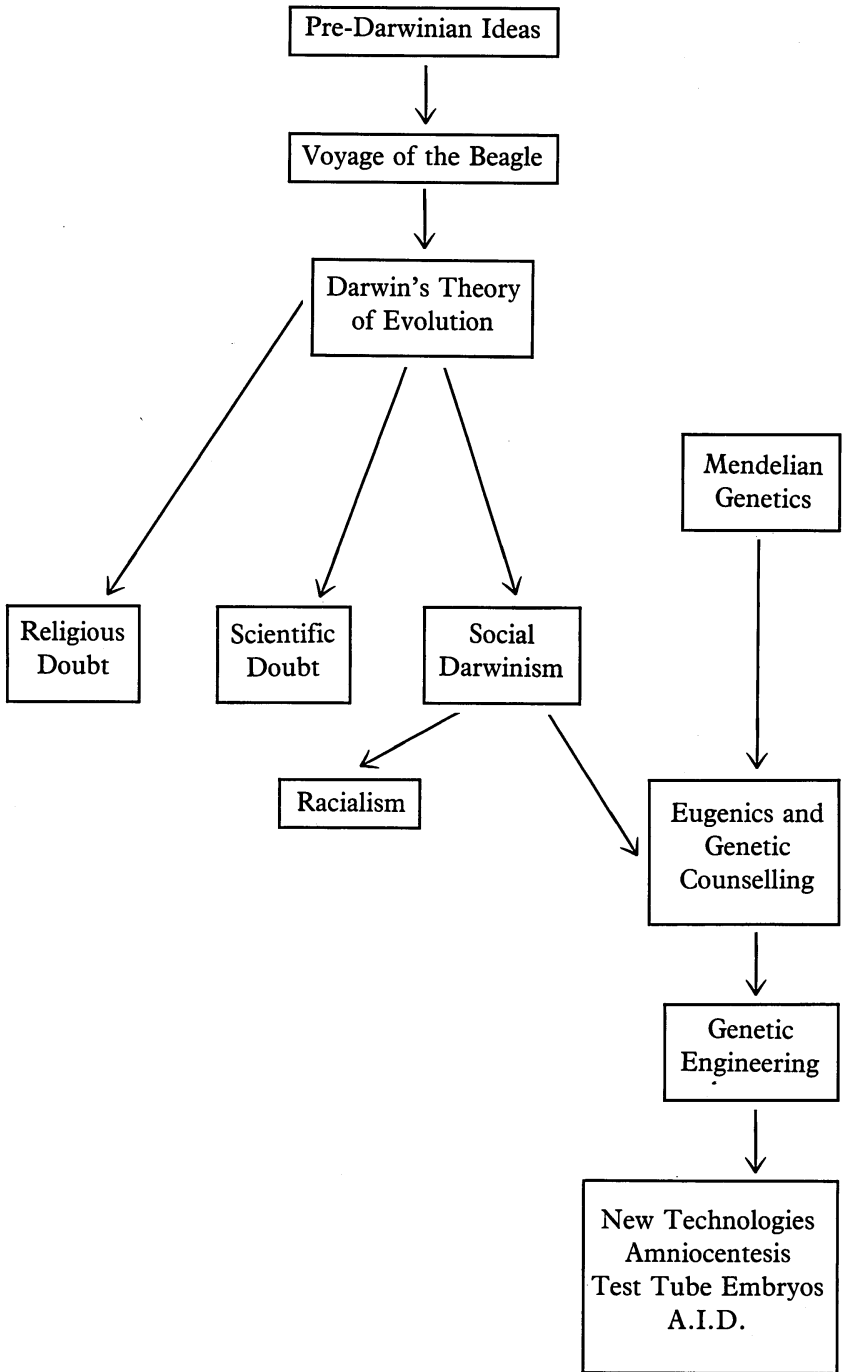 Pre-Darwinian Ideas
Voyage of the Beagle
Darwin's Theory
of Evolution
Mendelian
Genetics
Religious
Doubt
Scientific
Doubt
Social
Darwinism
Racialism
Eugenics and
Genetic
Counselling
Genetic
Engineering
New Technologies
Amniocentesis
Test Tube Embryos
A.I.D.